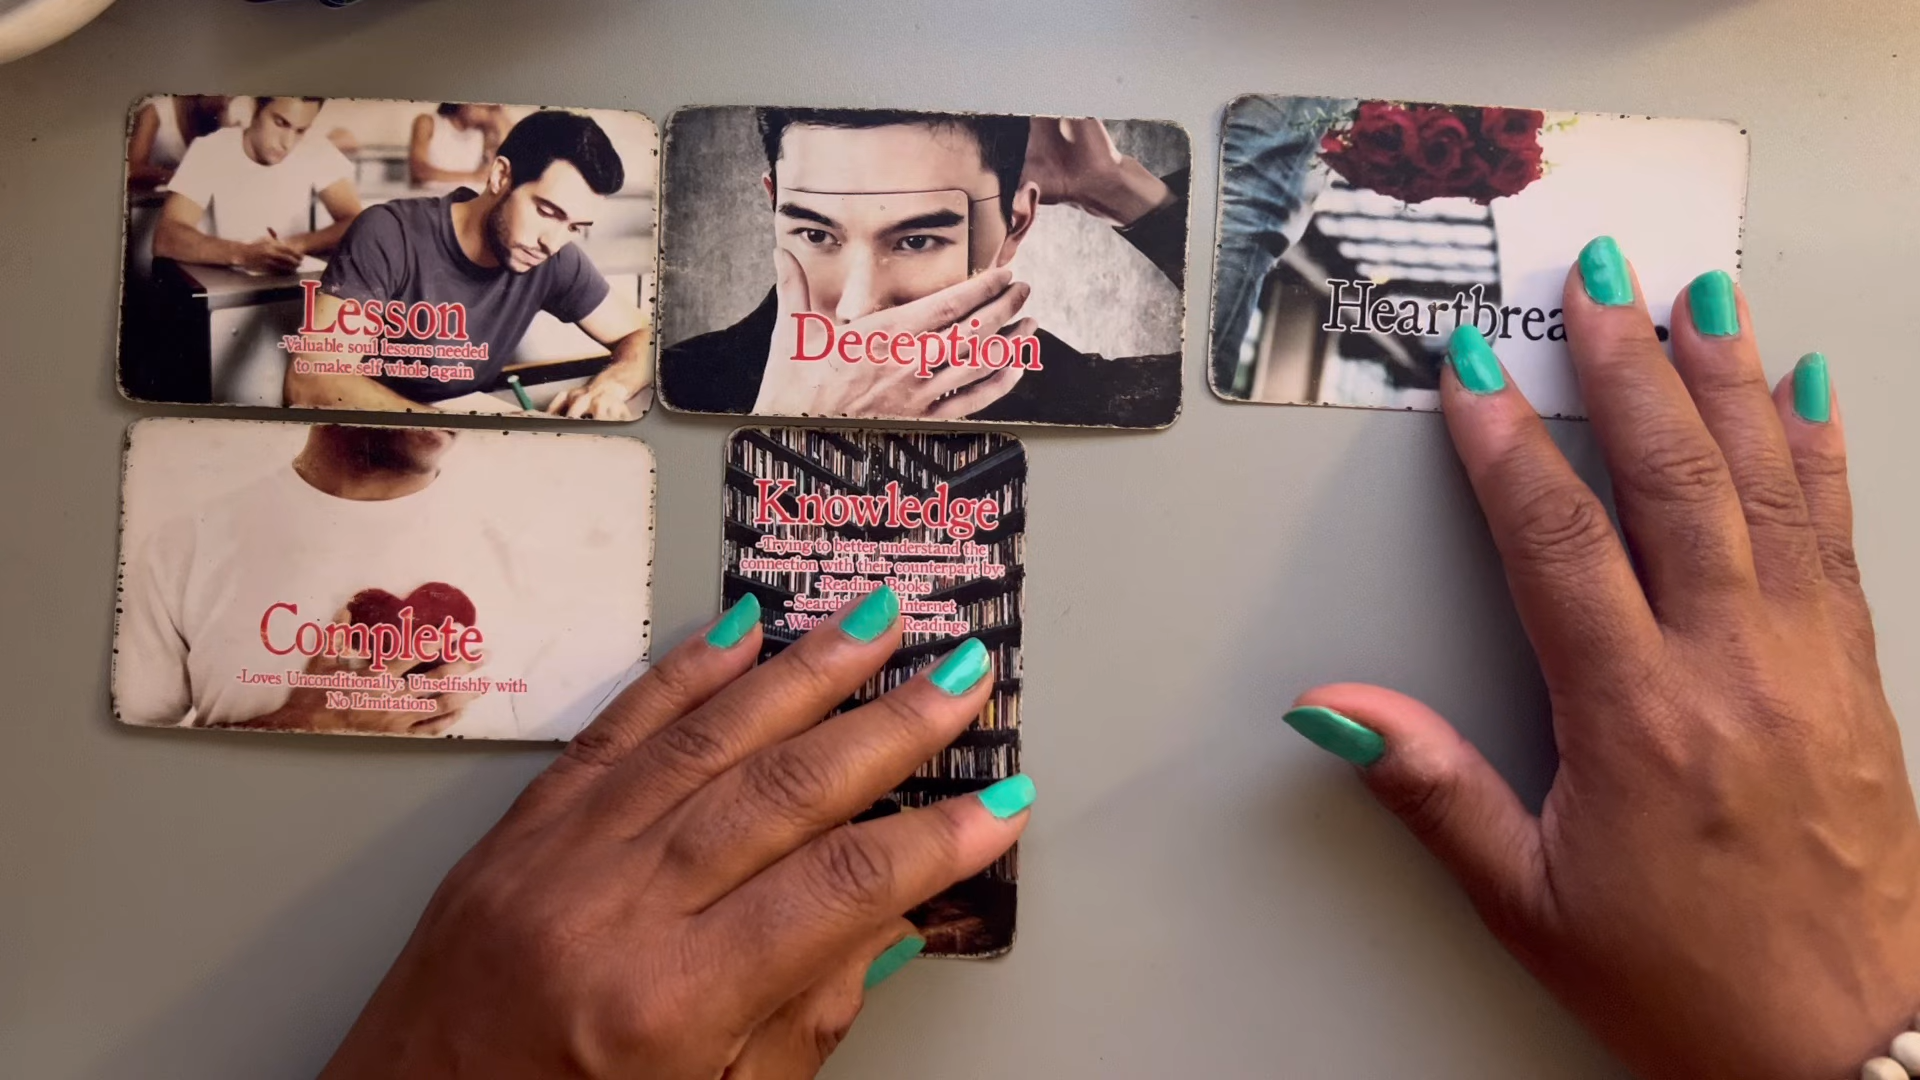 Lesson
-Valuable soul lessons needed
to make self whole again
Deception
Complete
-Loves Unconditionally: Unselfishly with
No Limitations
Knowledge
-Trying to better understand the
connection with their counterpart by:
-Reading Books
- Internet
- Readings